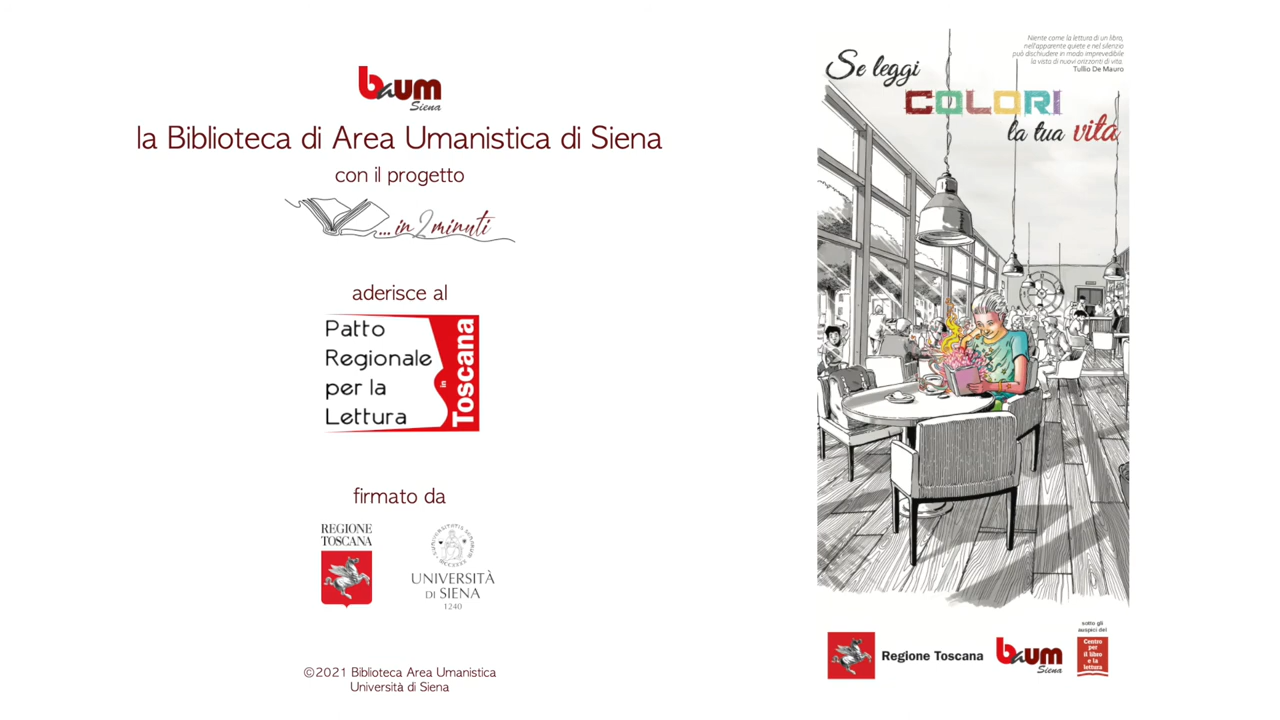 baum
Siena
la Biblioteca di Area Umanistica di Siena
con il progetto
...in 2 minuti
aderisce al
Patto
Regionale
per la
Lettura
in
Toscana
firmato da
REGIONE
TOSCANA
UNIVERSITÀ
DI SIENA
1240
©2021 Biblioteca Area Umanistica
Università di Siena
Niente come la lettura di un libro,
nell'apparente quiete e nel silenzio
può dischiudere in modo imprevedibile
la vista di nuovi orizzonti di vita.
Tullio De Mauro
Se leggi
COLORI
la tua vita
Regione Toscana
baum
Siena
sotto gli
auspici del
Centro
per
il libro
e la
lettura